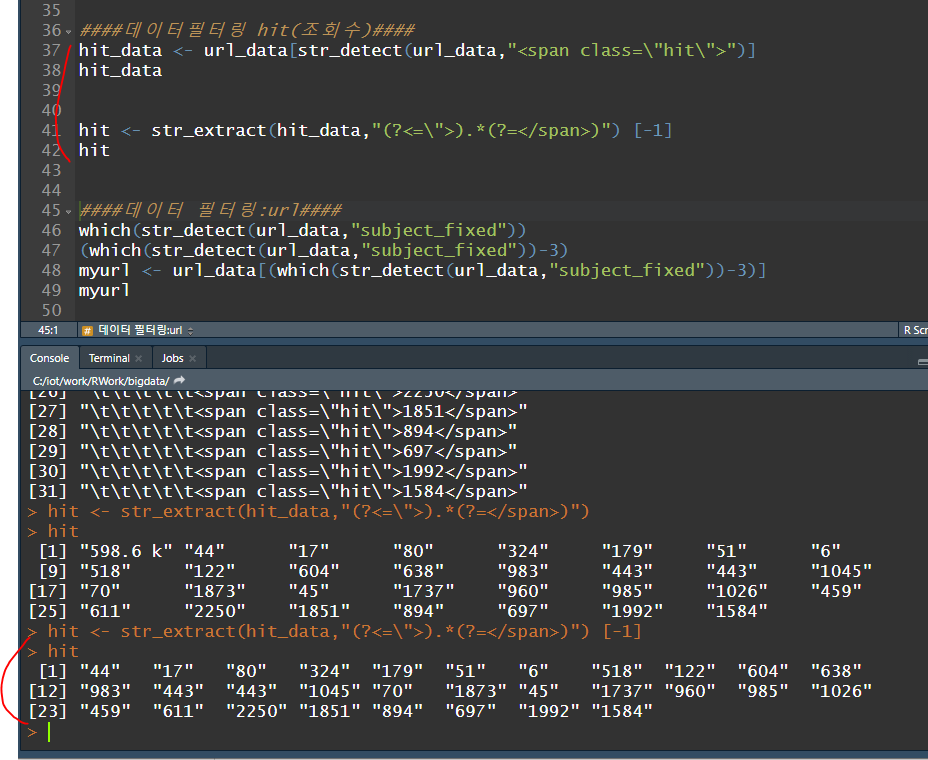 35
36 ####데이터필터링 hit(조회수)####
37 hit_data <- url_data[str_detect(url_data,"<span class=\"hit\">")]
38 hit_data
39
40
41 hit <- str_extract(hit_data,"(?<=\">).*(?=</span>)") [-1]
42 hit
43
44
45 ####데이터 필터링:url####
46 which(str_detect(url_data,"subject_fixed"))
47 (which(str_detect(url_data,"subject_fixed"))-3)
48 myurl <- url_data[(which(str_detect(url_data,"subject_fixed"))-3)]
49 myurl
50
45:1 # 데이터 필터링:url R Scr
Console Terminal Jobs
C:/iot/work/RWork/bigdata/
[26] "\t\t\t\t\t<span class=\"hit\">2250</span>"
[27] "\t\t\t\t\t<span class=\"hit\">1851</span>"
[28] "\t\t\t\t\t<span class=\"hit\">894</span>"
[29] "\t\t\t\t\t<span class=\"hit\">697</span>"
[30] "\t\t\t\t\t<span class=\"hit\">1992</span>"
[31] "\t\t\t\t\t<span class=\"hit\">1584</span>"
> hit <- str_extract(hit_data,"(?<=\">).*(?=</span>)")
> hit
[1] "598.6 k" "44" "17" "80" "324" "179" "51" "6"
[9] "518" "122" "604" "638" "983" "443" "443" "1045"
[17] "70" "1873" "45" "1737" "960" "985" "1026" "459"
[25] "611" "2250" "1851" "894" "697" "1992" "1584"
> hit <- str_extract(hit_data,"(?<=\">).*(?=</span>)") [-1]
> hit
[1] "44" "17" "80" "324" "179" "51" "6" "518" "122" "604" "638"
[12] "983" "443" "443" "1045" "70" "1873" "45" "1737" "960" "985" "1026"
[23] "459" "611" "2250" "1851" "894" "697" "1992" "1584"
>